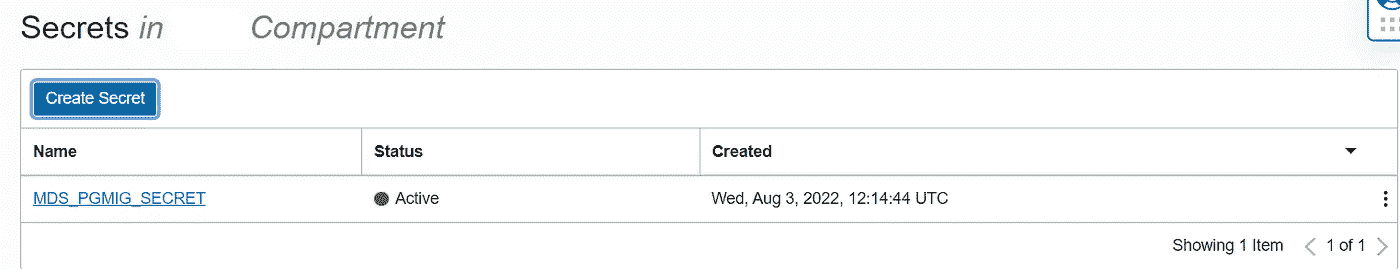 Secrets in Compartment
Create Secret
Name Status Created
MDS_PGMIG_SECRET Active Wed, Aug 3, 2022, 12:14:44 UTC
Showing 1 Item 1 of 1